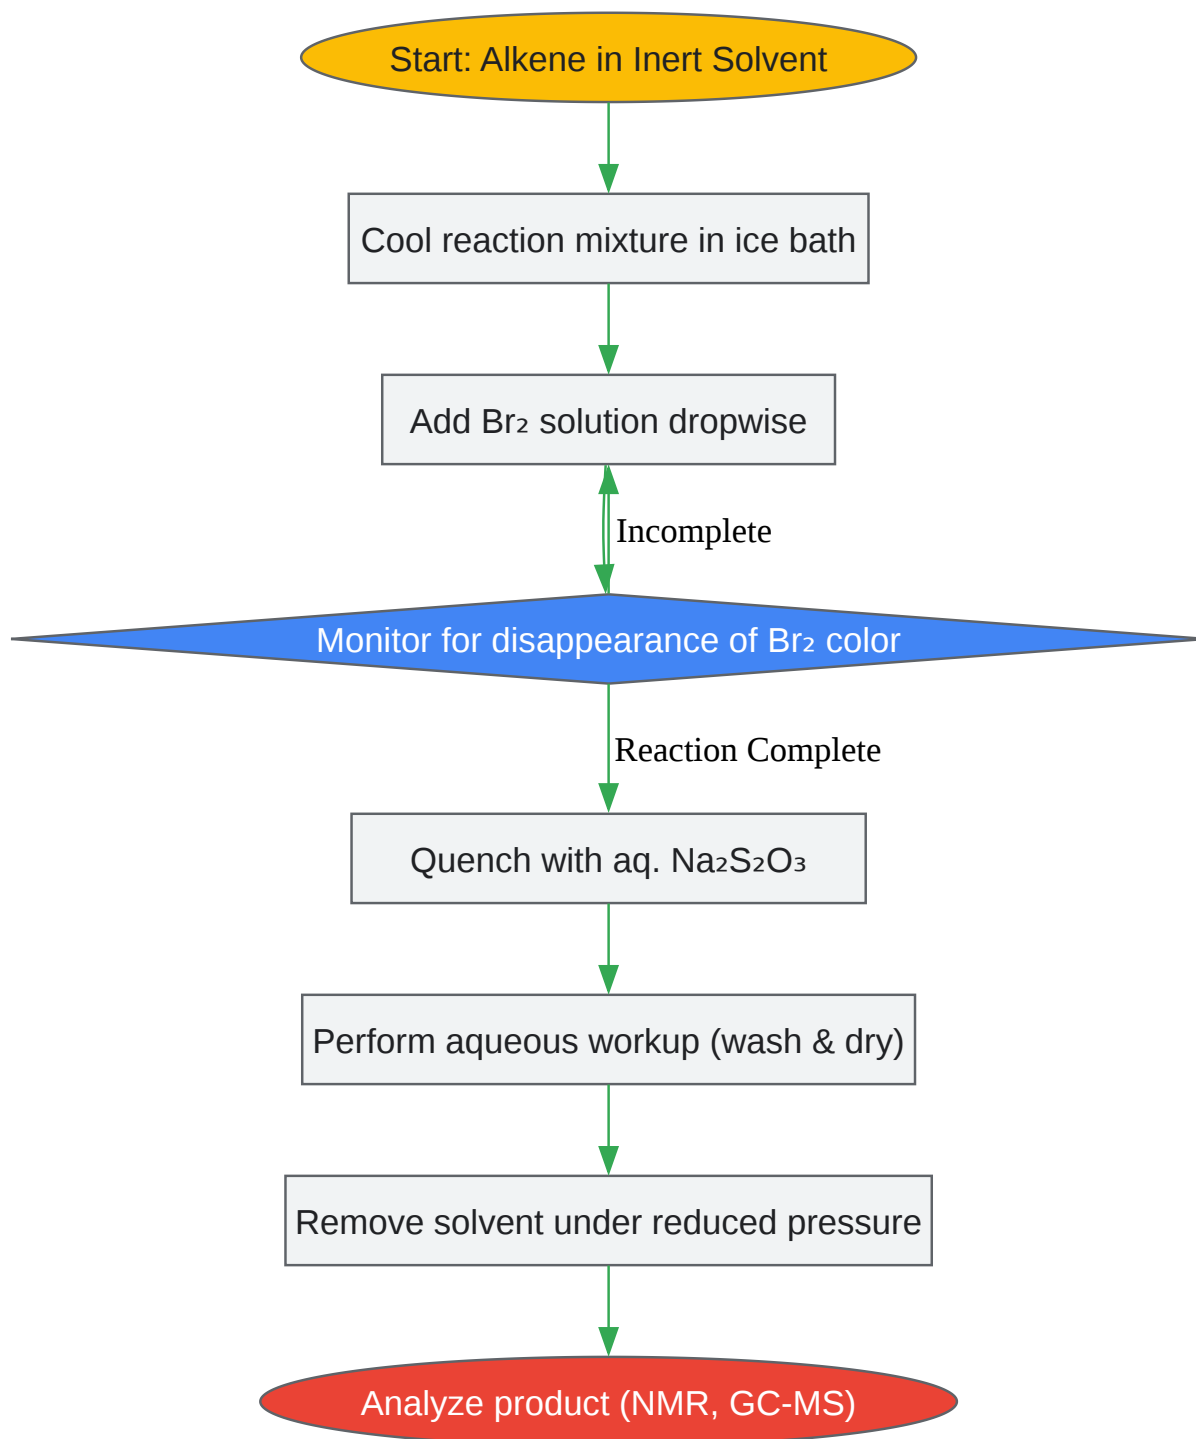 Start: Alkene in Inert Solvent
Cool reaction mixture in ice bath
Add Br₂ solution dropwise
Incomplete
Monitor for disappearance of Br₂ color
Reaction Complete
Quench with aq. Na₂S₂O₃
Perform aqueous workup (wash & dry)
Remove solvent under reduced pressure
Analyze product (NMR, GC-MS)